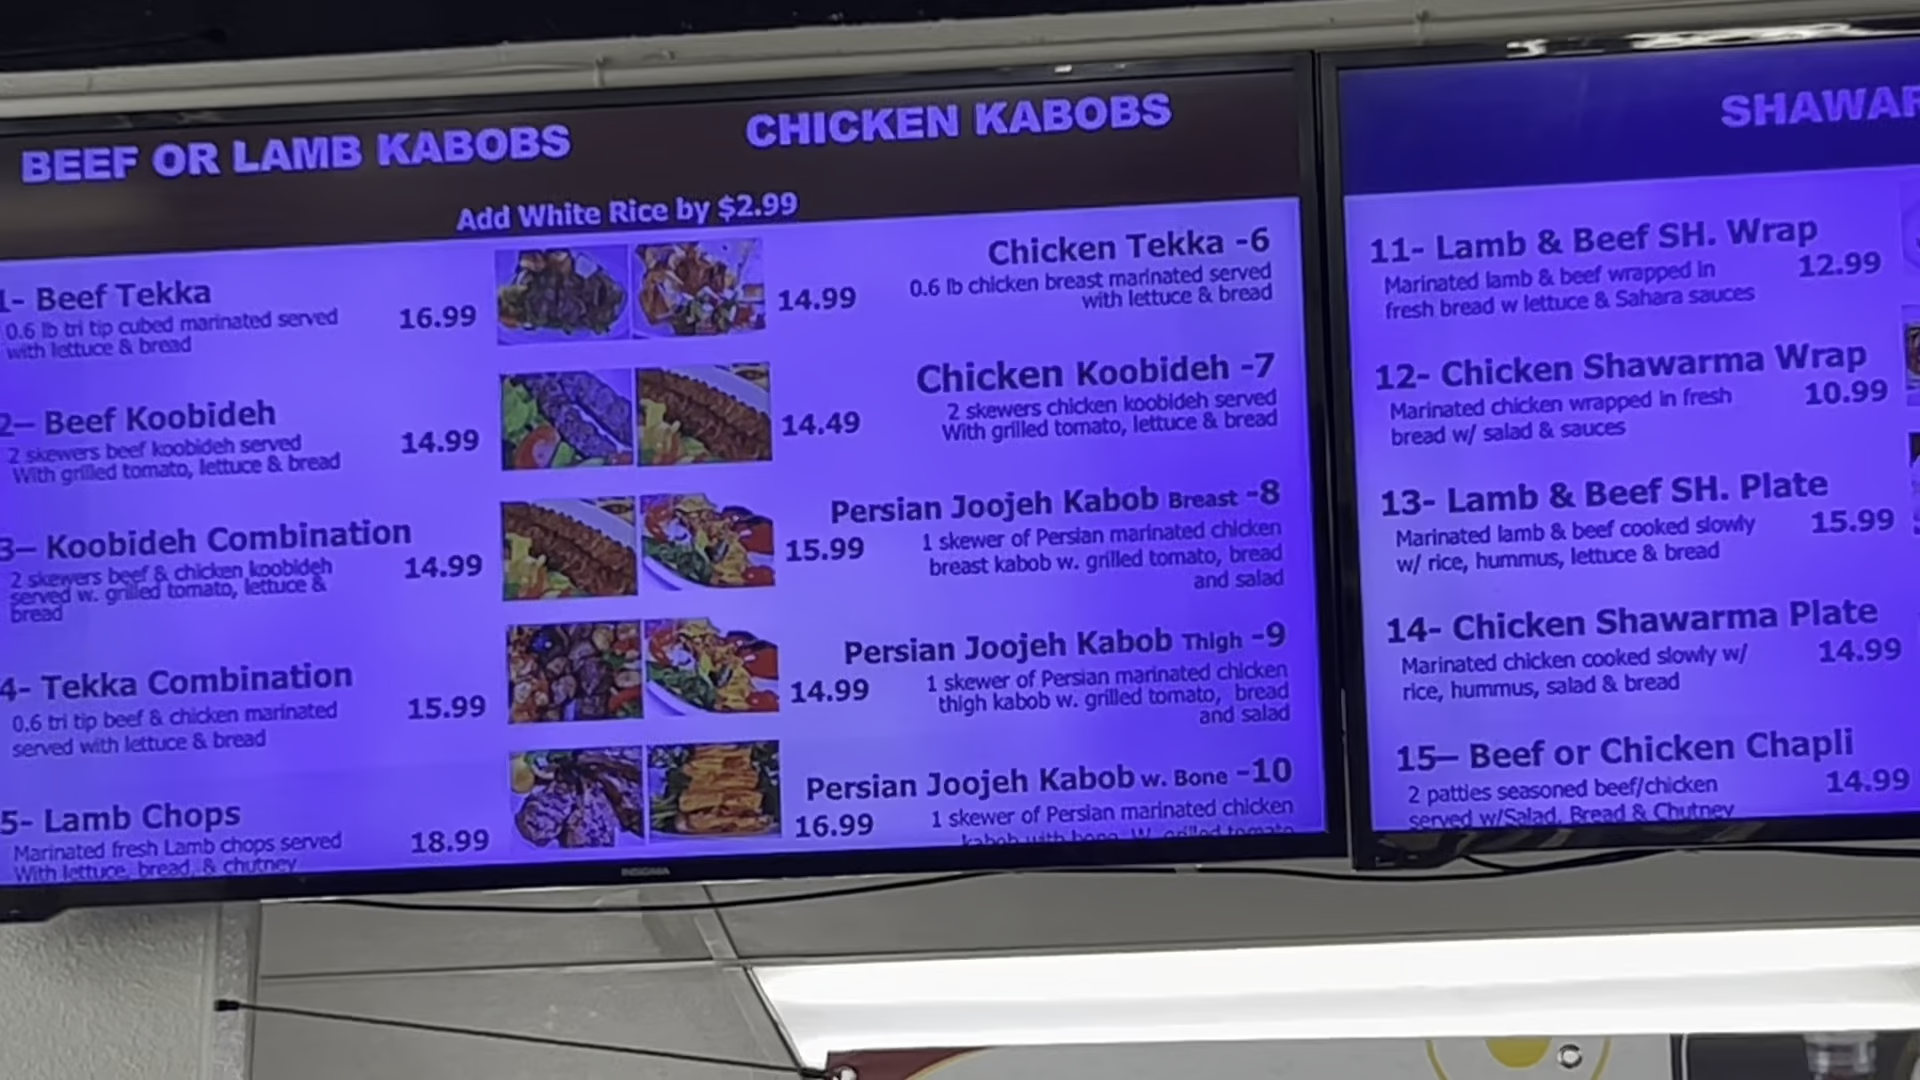 BEEF OR LAMB KABOBS
CHICKEN KABOBS
Add White Rice by $2.99
1- Beef Tekka
0.6 lb tri tip cubed marinated served
with lettuce & bread
16.99
2– Beef Koobideh
2 skewers beef koobideh served
With grilled tomato, lettuce & bread
14.99
3– Koobideh Combination
2 skewers beef & chicken koobideh
served w. grilled tomato, lettuce &
bread
14.99
4- Tekka Combination
0.6 tri tip beef & chicken marinated
served with lettuce & bread
15.99
5- Lamb Chops
Marinated fresh Lamb chops served
With lettuce, bread, & chutney
18.99
Chicken Tekka -6
0.6 lb chicken breast marinated served
with lettuce & bread
14.99
Chicken Koobideh -7
2 skewers chicken koobideh served
With grilled tomato, lettuce & bread
14.49
Persian Joojeh Kabob Breast -8
1 skewer of Persian marinated chicken
breast kabob w. grilled tomato, bread
and salad
15.99
Persian Joojeh Kabob Thigh -9
1 skewer of Persian marinated chicken
thigh kabob w. grilled tomato, bread
and salad
14.99
Persian Joojeh Kabob w. Bone -10
1 skewer of Persian marinated chicken
kabob with bone. W. grilled tomato
16.99
INSIGNIA
SHAWAR
11- Lamb & Beef SH. Wrap
Marinated lamb & beef wrapped in
fresh bread w lettuce & Sahara sauces
12.99
12- Chicken Shawarma Wrap
Marinated chicken wrapped in fresh
bread w/ salad & sauces
10.99
13- Lamb & Beef SH. Plate
Marinated lamb & beef cooked slowly
w/ rice, hummus, lettuce & bread
15.99
14- Chicken Shawarma Plate
Marinated chicken cooked slowly w/
rice, hummus, salad & bread
14.99
15– Beef or Chicken Chapli
2 patties seasoned beef/chicken
served w/Salad, Bread & Chutney
14.99